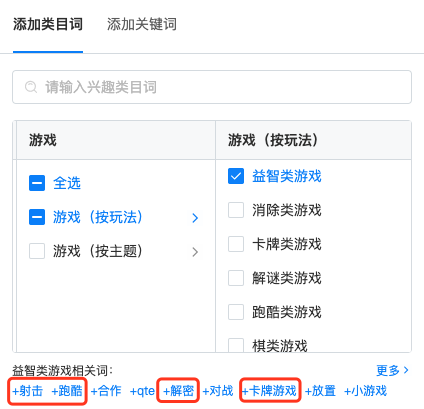 添加类目词 添加关键词
请输入兴趣类目词
游戏
全选
游戏（按玩法）
游戏（按主题）
游戏（按玩法）
益智类游戏
消除类游戏
卡牌类游戏
解谜类游戏
跑酷类游戏
棋类游戏
益智类游戏相关词： 更多
+射击 +跑酷 +合作 +qte +解密 +对战 +卡牌游戏 +放置 +小游戏